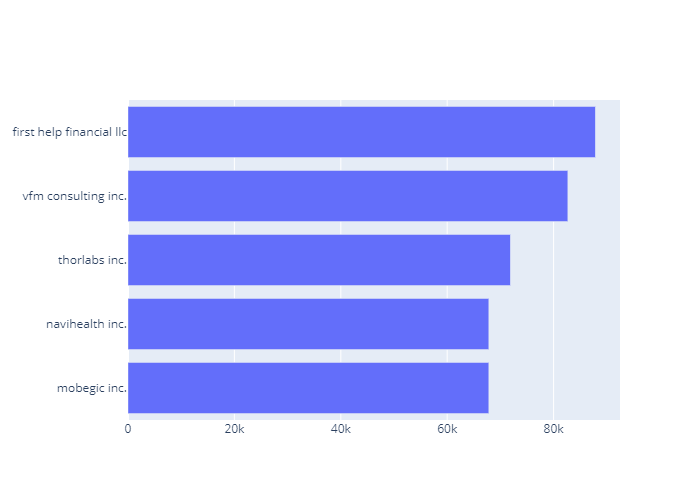 first help financial llc
vfm consulting inc.
thorlabs inc.
navihealth inc.
mobegic inc.
0 20k 40k 60k 80k